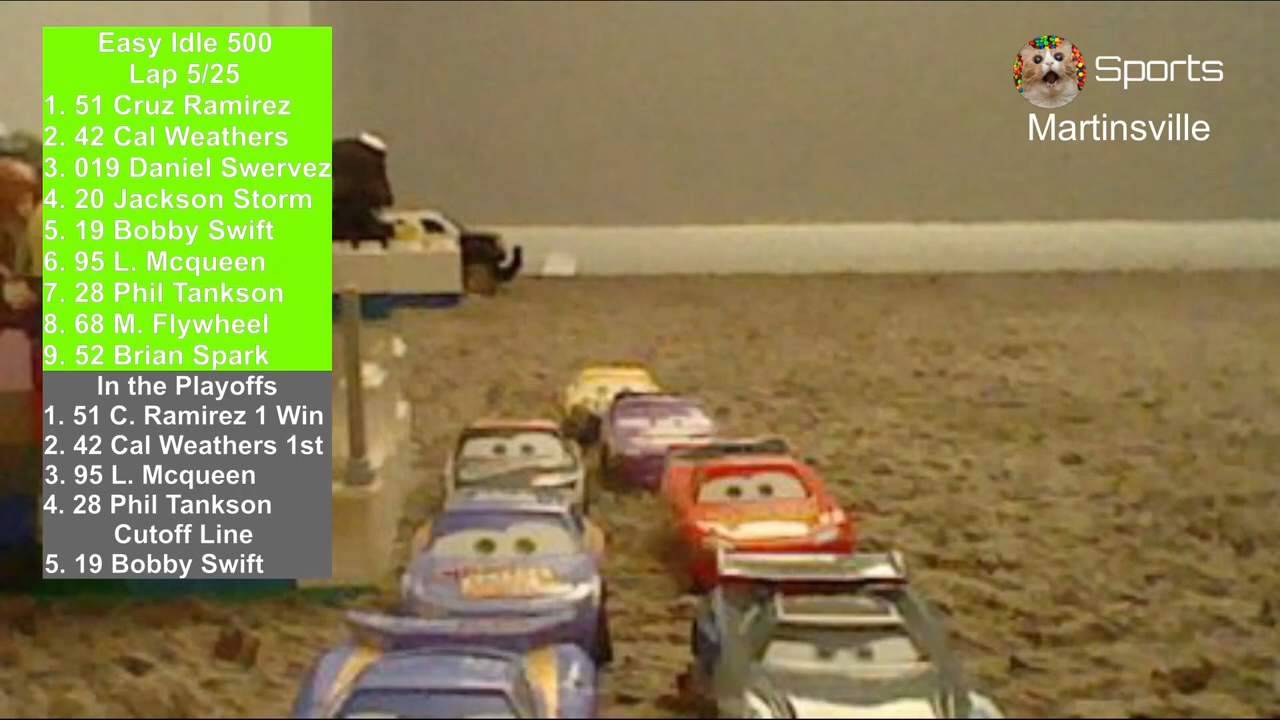 Easy Idle 500
Lap 5/25
1. 51 Cruz Ramirez
2. 42 Cal Weathers
3. 019 Daniel Swervez
4. 20 Jackson Storm
5. 19 Bobby Swift
6. 95 L. Mcqueen
7. 28 Phil Tankson
8. 68 M. Flywheel
9. 52 Brian Spark
In the Playoffs
1. 51 C. Ramirez 1 Win
2. 42 Cal Weathers 1st
3. 95 L. Mcqueen
4. 28 Phil Tankson
Cutoff Line
5. 19 Bobby Swift
Sports
Martinsville